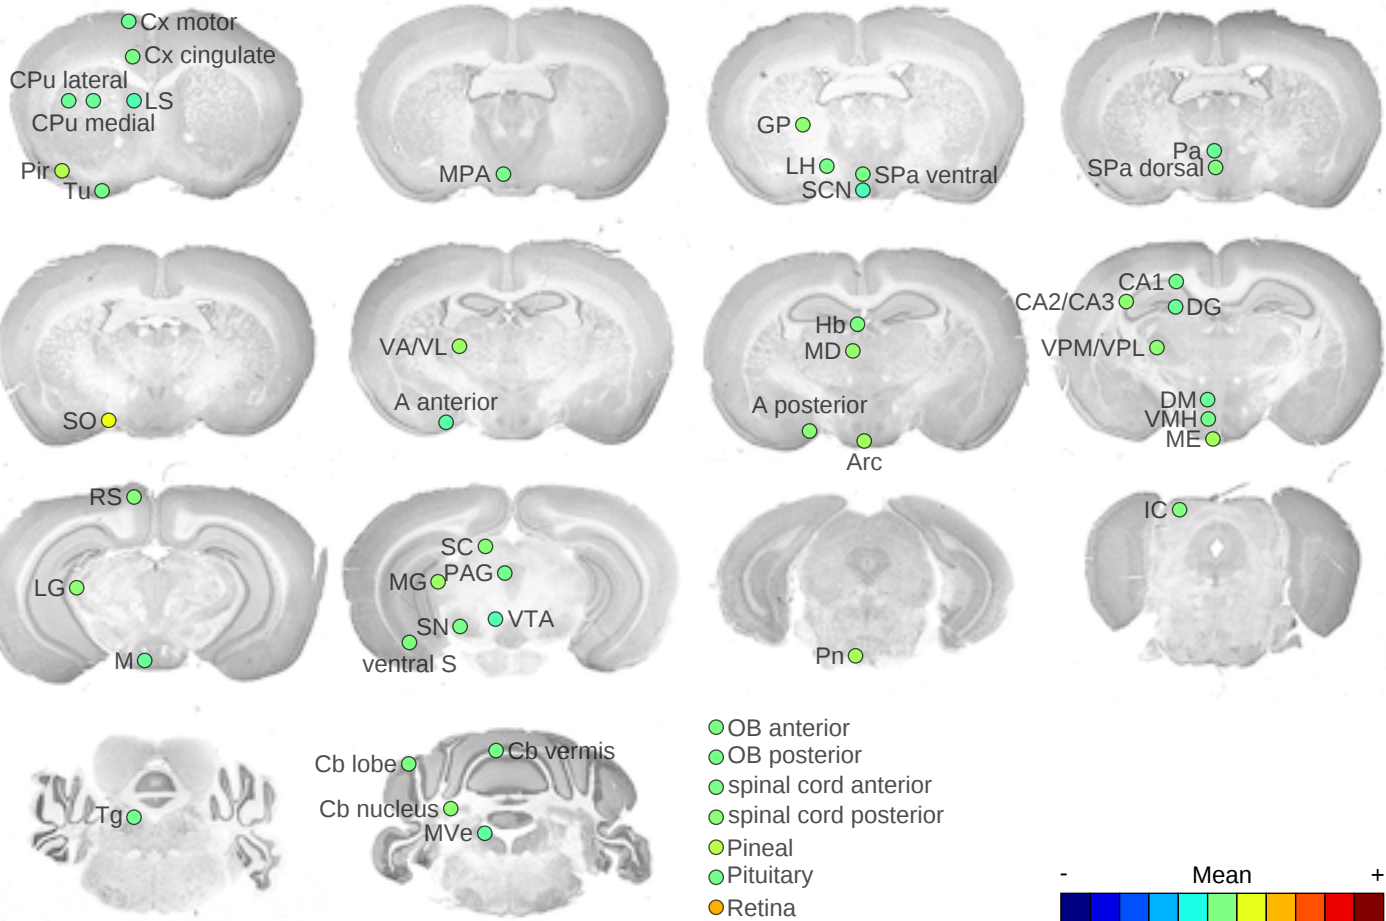 Cx motor
Cx cingulate
CPu lateral
LS
CPu medial
Pir
Tu
MPA
GP
LH
SPa ventral
SCN
Pa
SPa dorsal
SO
VA/VL
A anterior
Hb
MD
A posterior
Arc
CA1
CA2/CA3
DG
VPM/VPL
DM
VMH
ME
RS
LG
M
SC
MG
PAG
SN
VTA
ventral S
Pn
IC
Tg
Cb lobe
Cb vermis
Cb nucleus
MVe
OB anterior
OB posterior
spinal cord anterior
spinal cord posterior
Pineal
Pituitary
Retina
- Mean +